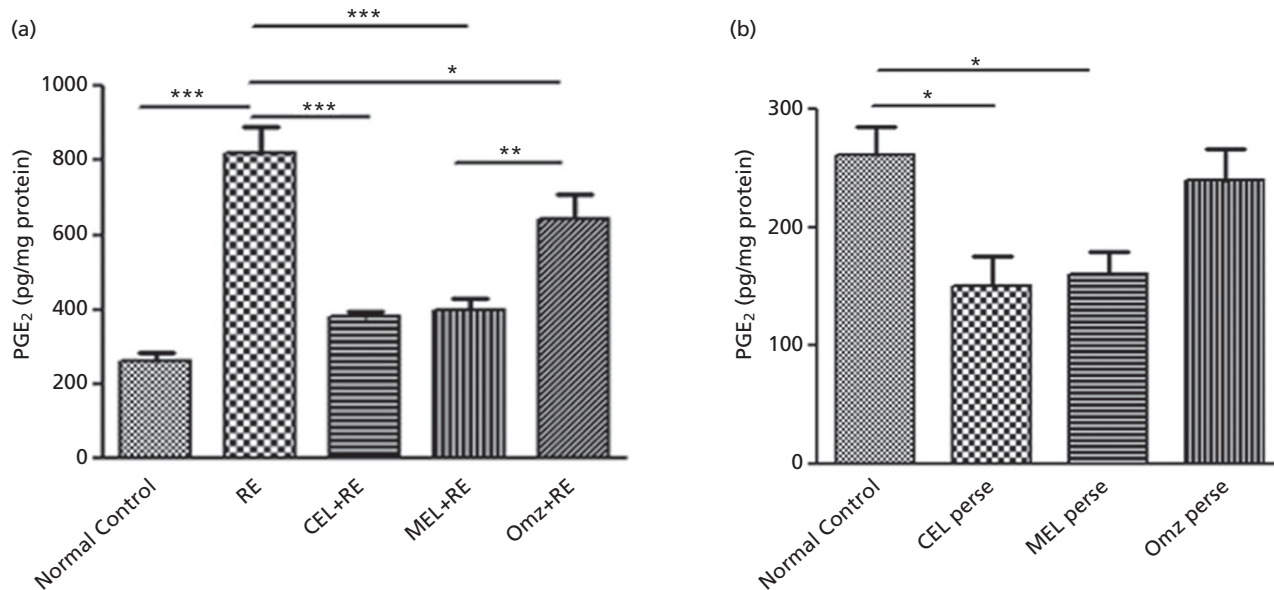 (a)
***
*
***
***
**
PGE₂ (pg/mg protein)
1000
800
600
400
200
0
Normal Control
RE
CEL+RE
MEL+RE
Omz+RE
(b)
*
*
PGE₂ (pg/mg protein)
300
200
100
0
Normal Control
CEL perse
MEL perse
Omz perse